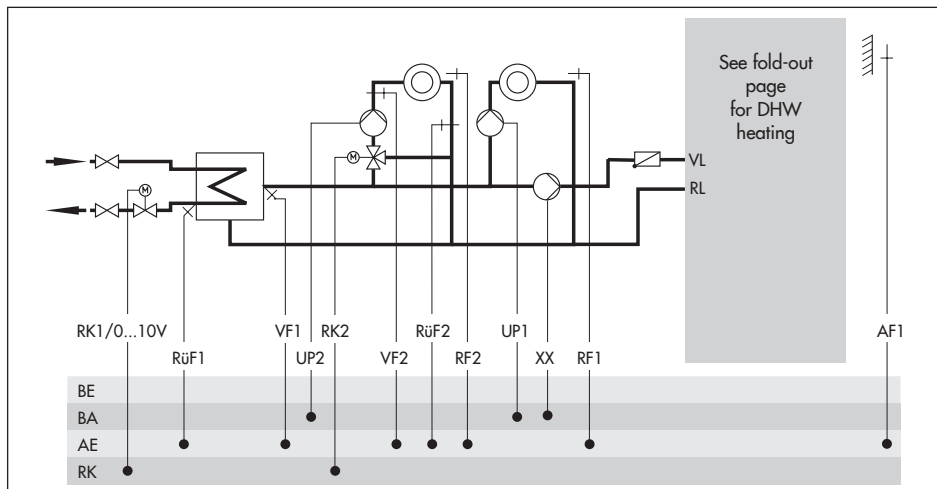 See fold-out
page
for DHW
heating
M
M
VL
RL
RK1/0...10V
VF1
RK2
RüF2
UP1
AF1
RüF1
UP2
VF2
RF2
XX
RF1
BE
BA
AE
RK